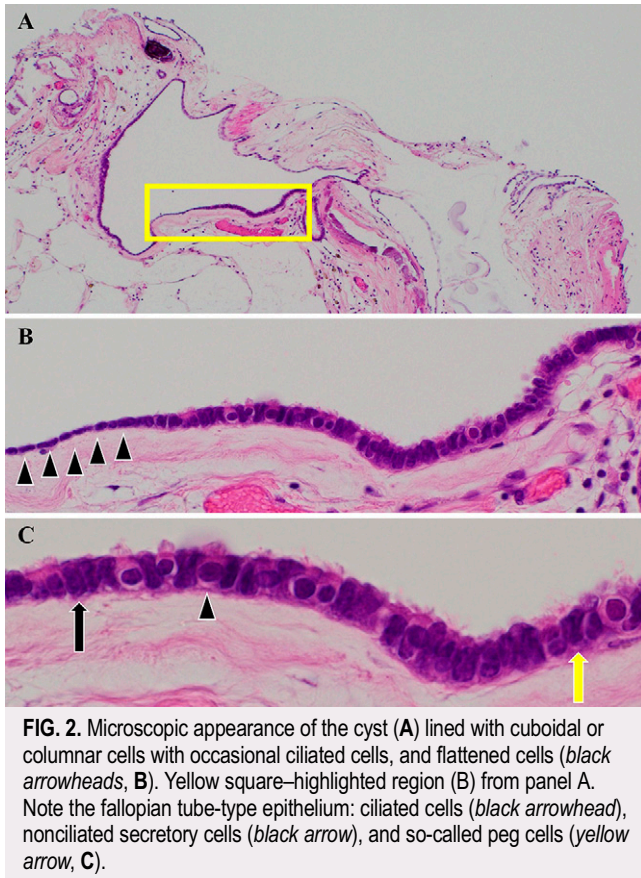 A
B
C
FIG. 2. Microscopic appearance of the cyst (A) lined with cuboidal or
columnar cells with occasional ciliated cells, and flattened cells (black
arrowheads, B). Yellow square–highlighted region (B) from panel A.
Note the fallopian tube-type epithelium: ciliated cells (black arrowhead),
nonciliated secretory cells (black arrow), and so-called peg cells (yellow
arrow, C).